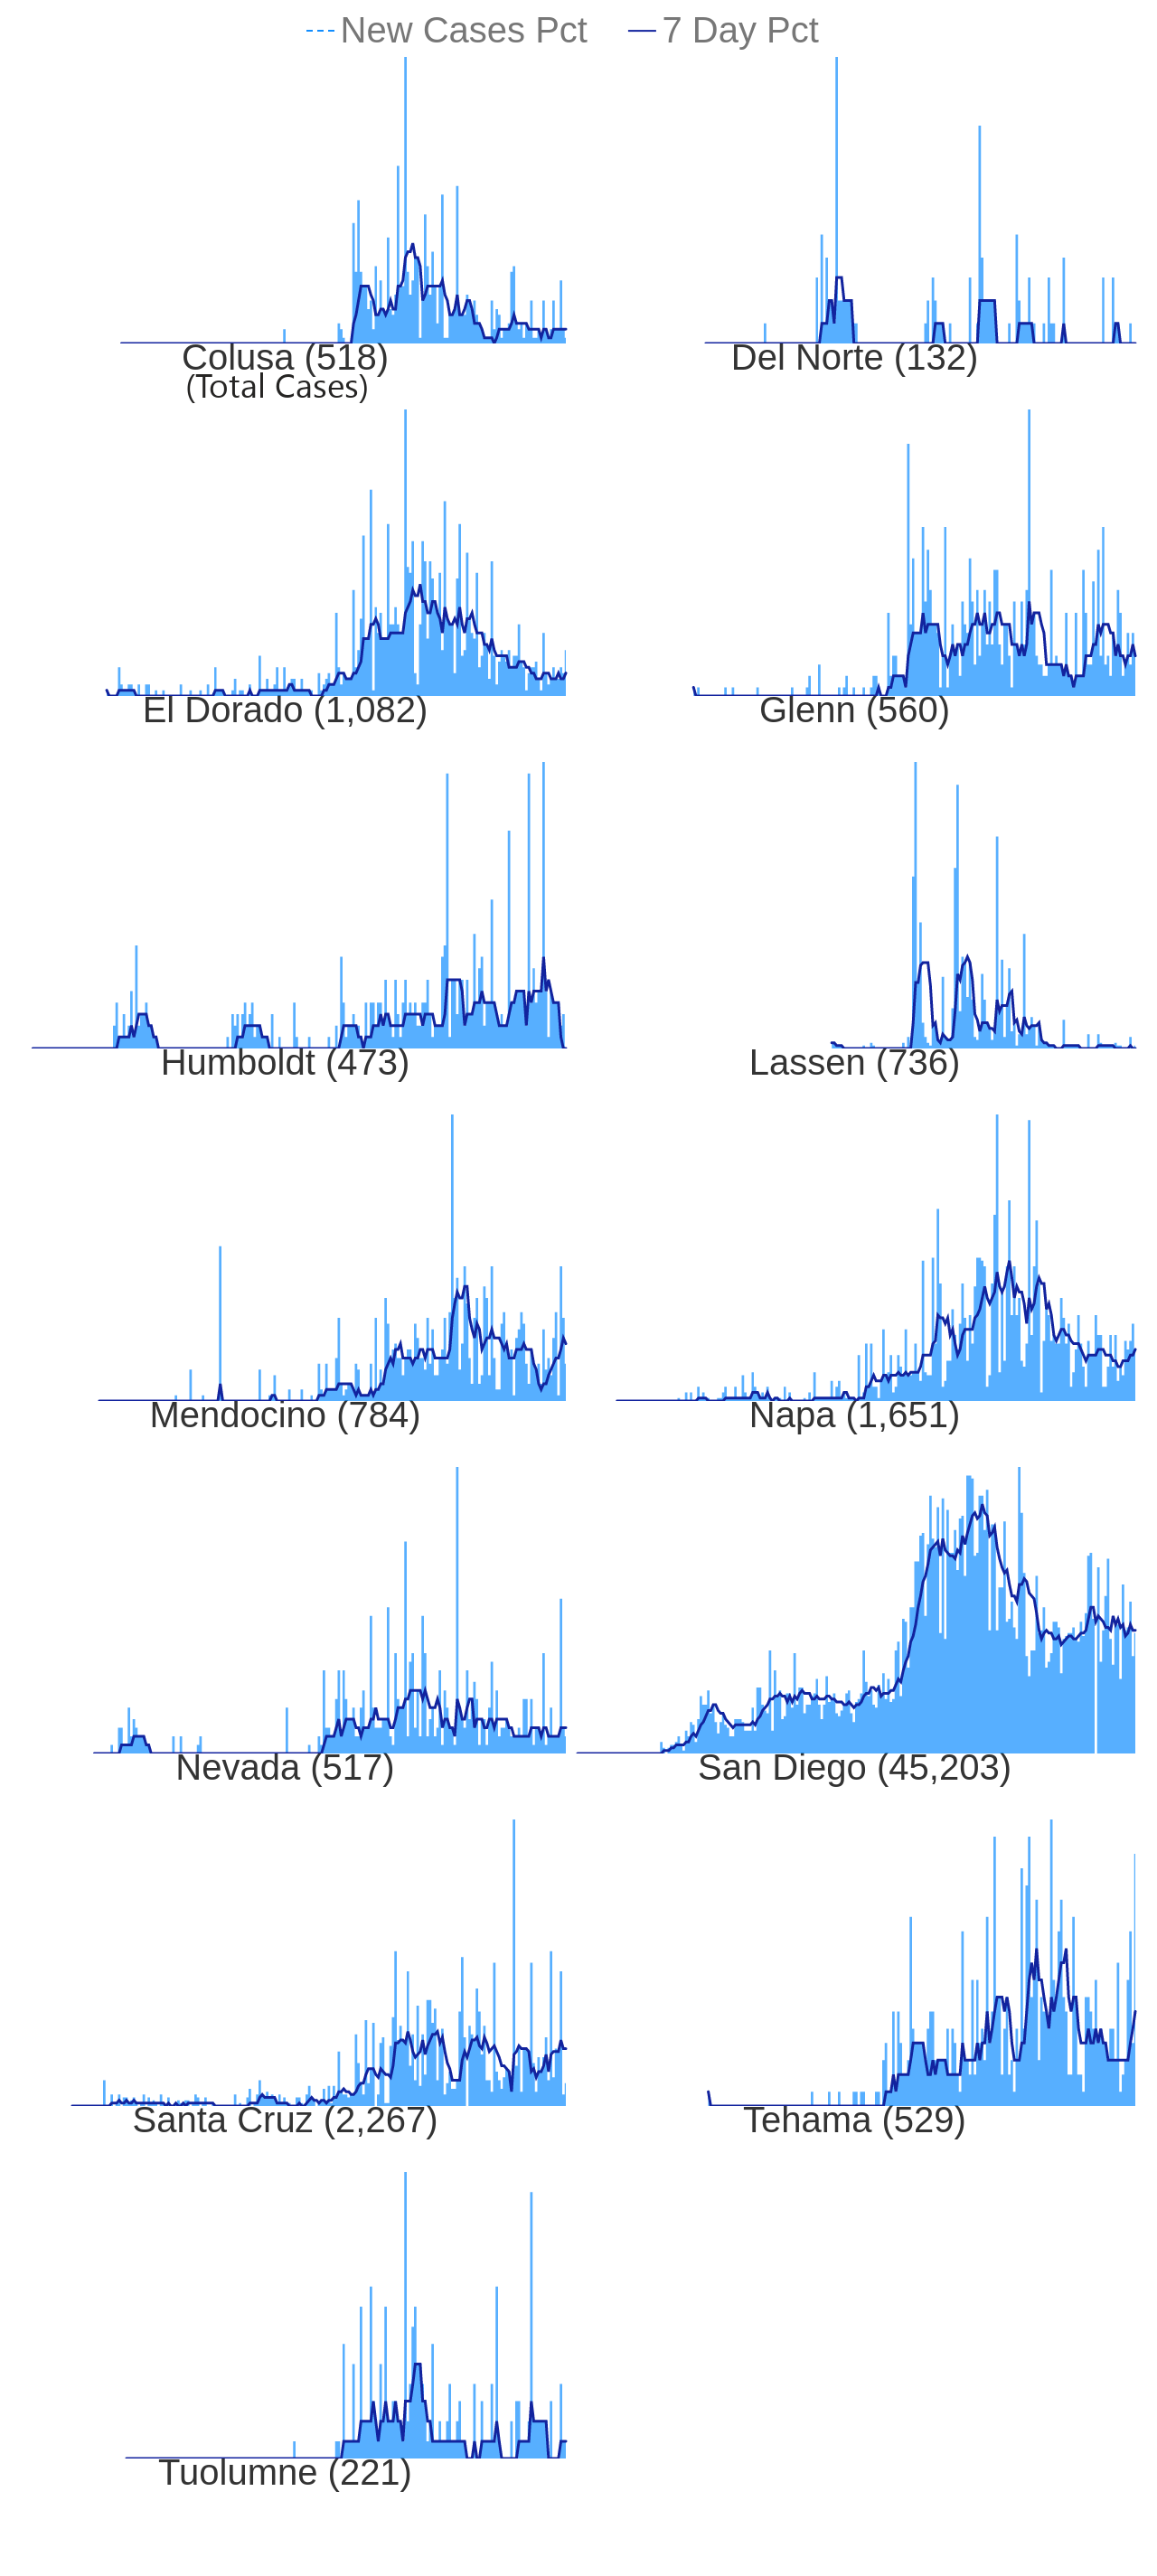 New Cases Pct 7 Day Pct
Colusa (518) Del Norte (132)
(Total Cases)
El Dorado (1,082) Glenn (560)
Humboldt (473) Lassen (736)
Mendocino (784) Napa (1,651)
Nevada (517) San Diego (45,203)
Santa Cruz (2,267) Tehama (529)
Tuolumne (221)